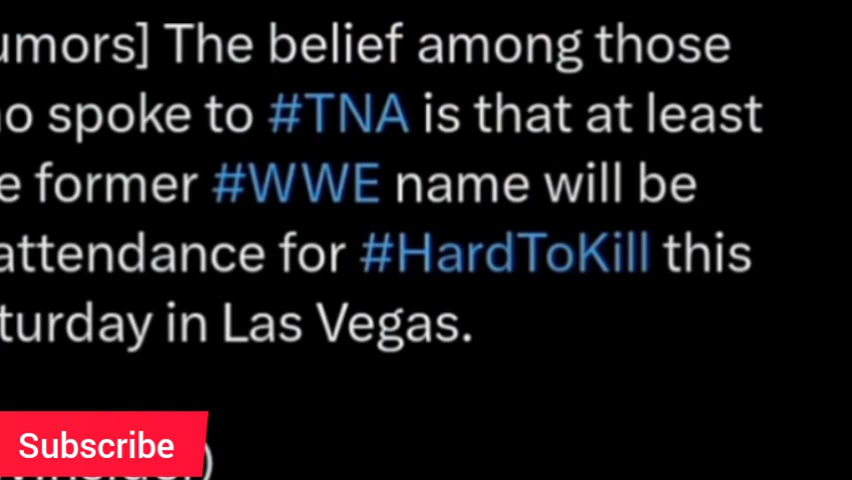 umors] The belief among those
o spoke to #TNA is that at least
e former #WWE name will be
attendance for #HardToKill this
turday in Las Vegas.
Subscribe